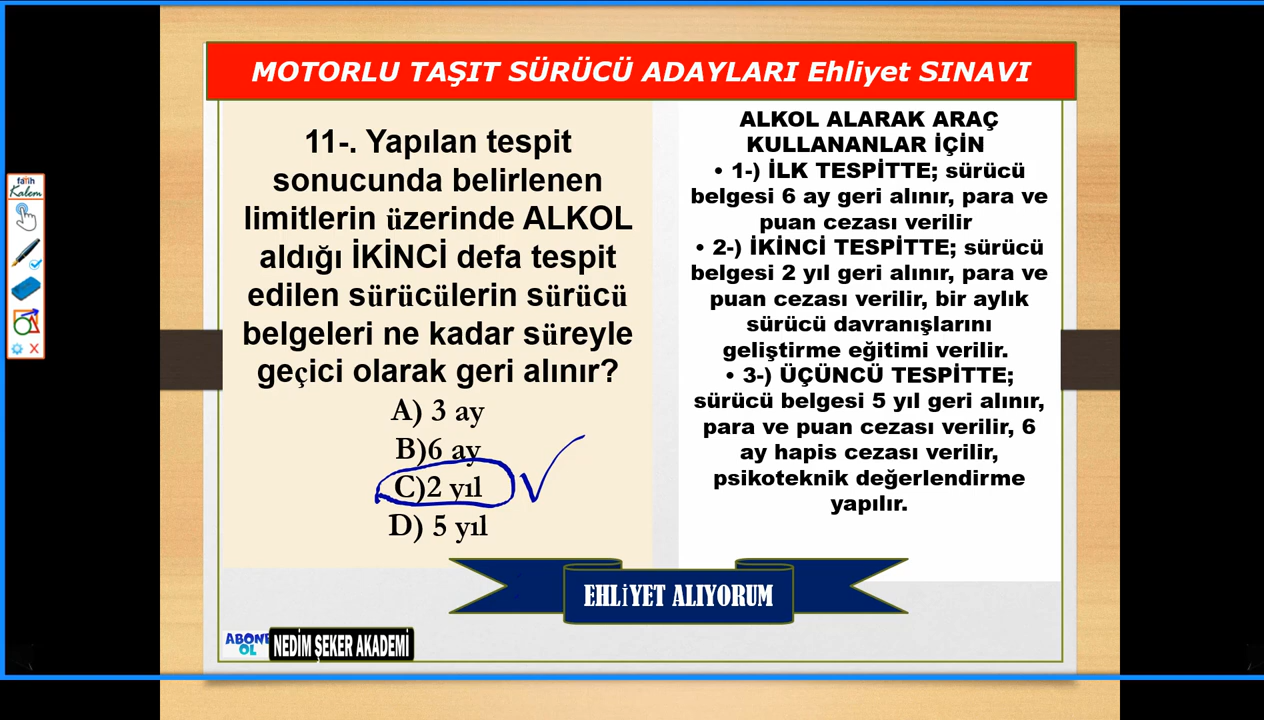 MOTORLU TAŞIT SÜRÜCÜ ADAYLARI Ehliyet SINAVI
11-. Yapılan tespit
sonucunda belirlenen
limitlerin üzerinde ALKOL
aldığı İKİNCİ defa tespit
edilen sürücülerin sürücü
belgeleri ne kadar süreyle
geçici olarak geri alınır?
A) 3 ay
B)6 ay
C)2 yıl
D) 5 yıl
ALKOL ALARAK ARAÇ
KULLANANLAR İÇİN
• 1-) İLK TESPİTTE; sürücü
belgesi 6 ay geri alınır, para ve
puan cezası verilir
• 2-) İKİNCİ TESPİTTE; sürücü
belgesi 2 yıl geri alınır, para ve
puan cezası verilir, bir aylık
sürücü davranışlarını
geliştirme eğitimi verilir.
• 3-) ÜÇÜNCÜ TESPİTTE;
sürücü belgesi 5 yıl geri alınır,
para ve puan cezası verilir, 6
ay hapis cezası verilir,
psikoteknik değerlendirme
yapılır.
EHLİYET ALIYORUM
ABONE
OL
NEDİM ŞEKER AKADEMİ
fatih
Kalem